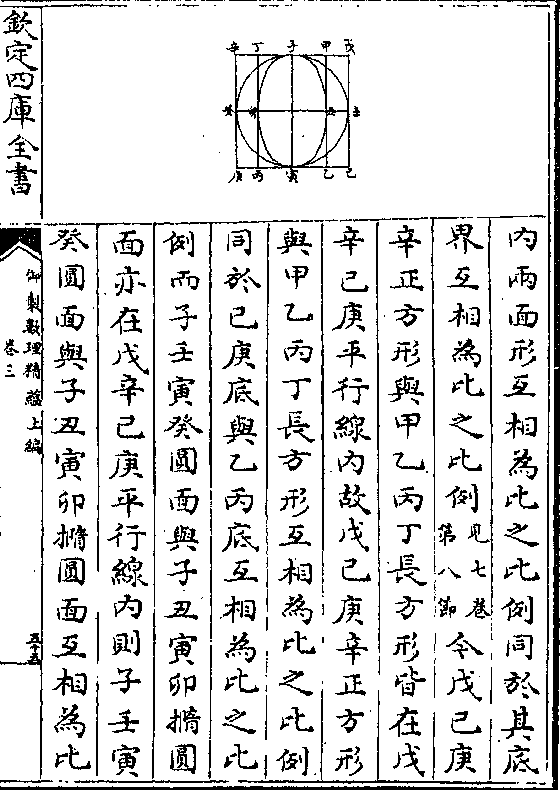 辛 丁 子 甲 戊
癸 卯 丑 壬
庚 丙 寅 乙 己
內兩面形互相為比之比例同於其底
界互相為比之比例見七卷第八節今戊己庚
辛正方形與甲乙丙丁長方形皆在戊
辛己庚平行線內故戊己庚辛正方形
與甲乙丙丁長方形互相為比之比例
同於己庚底與乙丙底互相為比之比
例而子壬寅癸圓面與子丑寅卯撱圓
面亦在戊辛己庚平行線內則子壬寅
癸圓面與子丑寅卯撱圓面互相為比
欽定四庫全書
御製數理精蘊上編
卷三
五十五